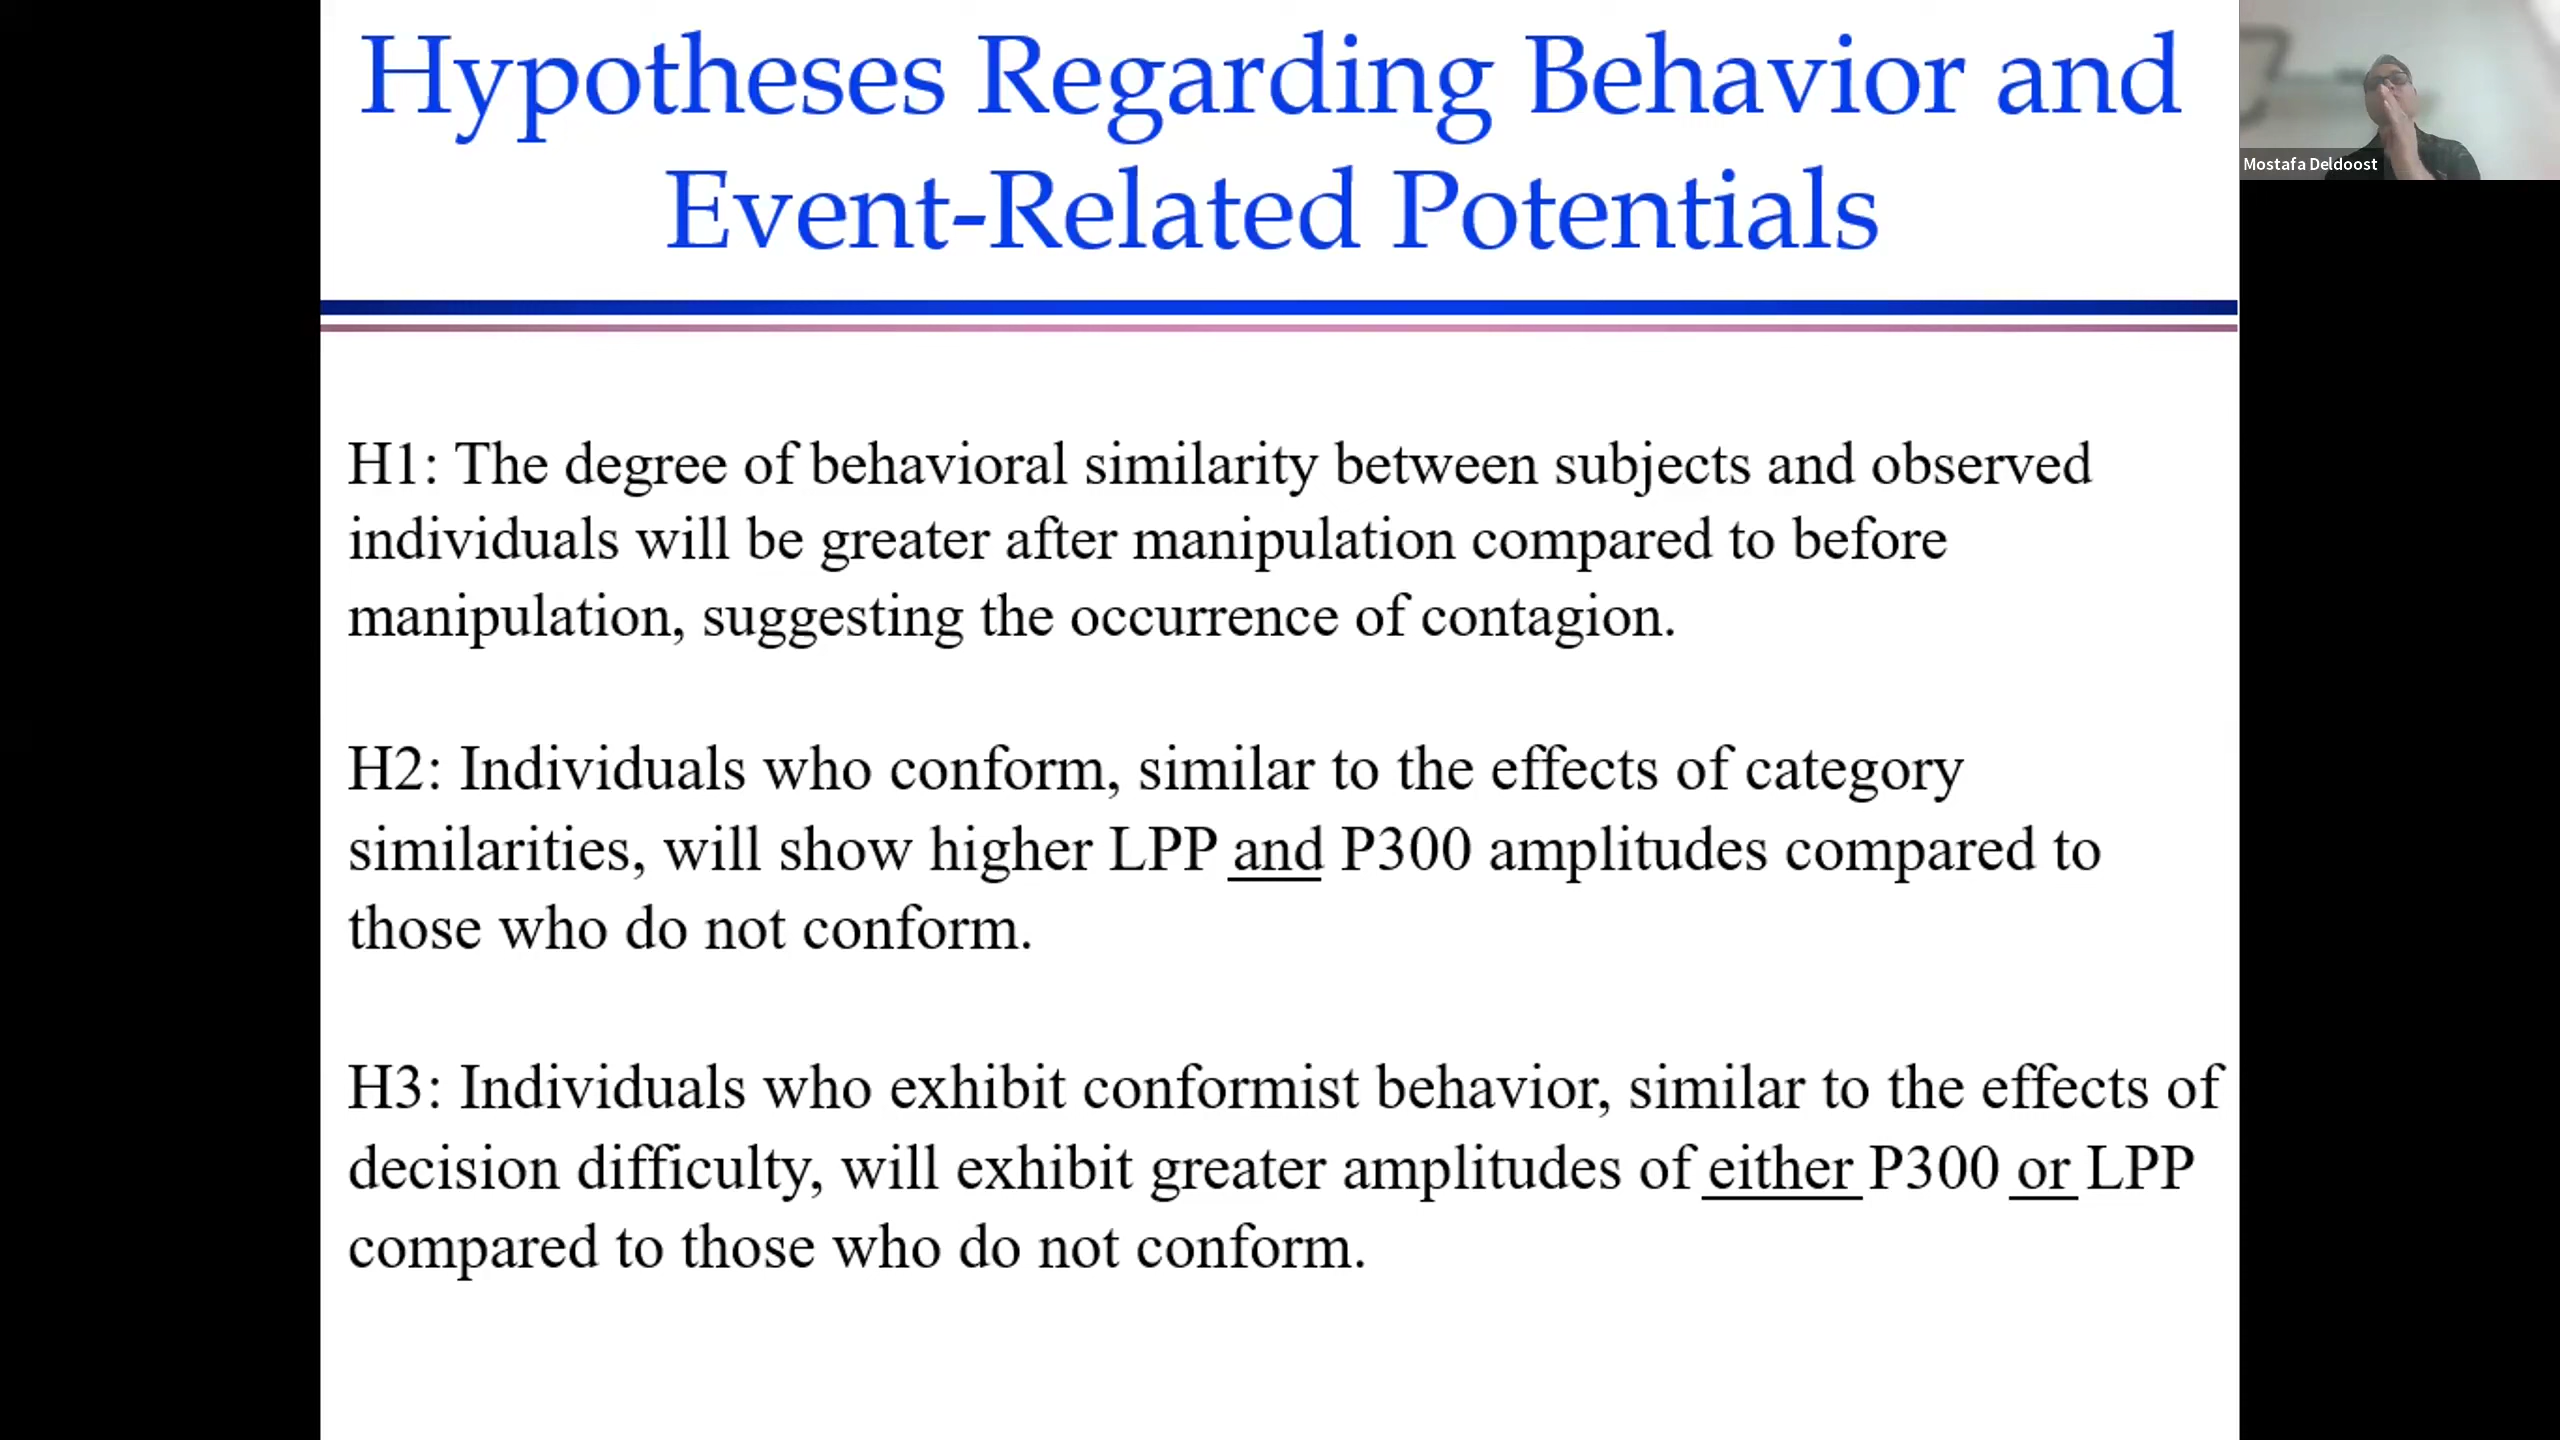 Hypotheses Regarding Behavior and
Event-Related Potentials
Mostafa Deldoost
H1: The degree of behavioral similarity between subjects and observed
individuals will be greater after manipulation compared to before
manipulation, suggesting the occurrence of contagion.
H2: Individuals who conform, similar to the effects of category
similarities, will show higher LPP and P300 amplitudes compared to
those who do not conform.
H3: Individuals who exhibit conformist behavior, similar to the effects of
decision difficulty, will exhibit greater amplitudes of either P300 or LPP
compared to those who do not conform.